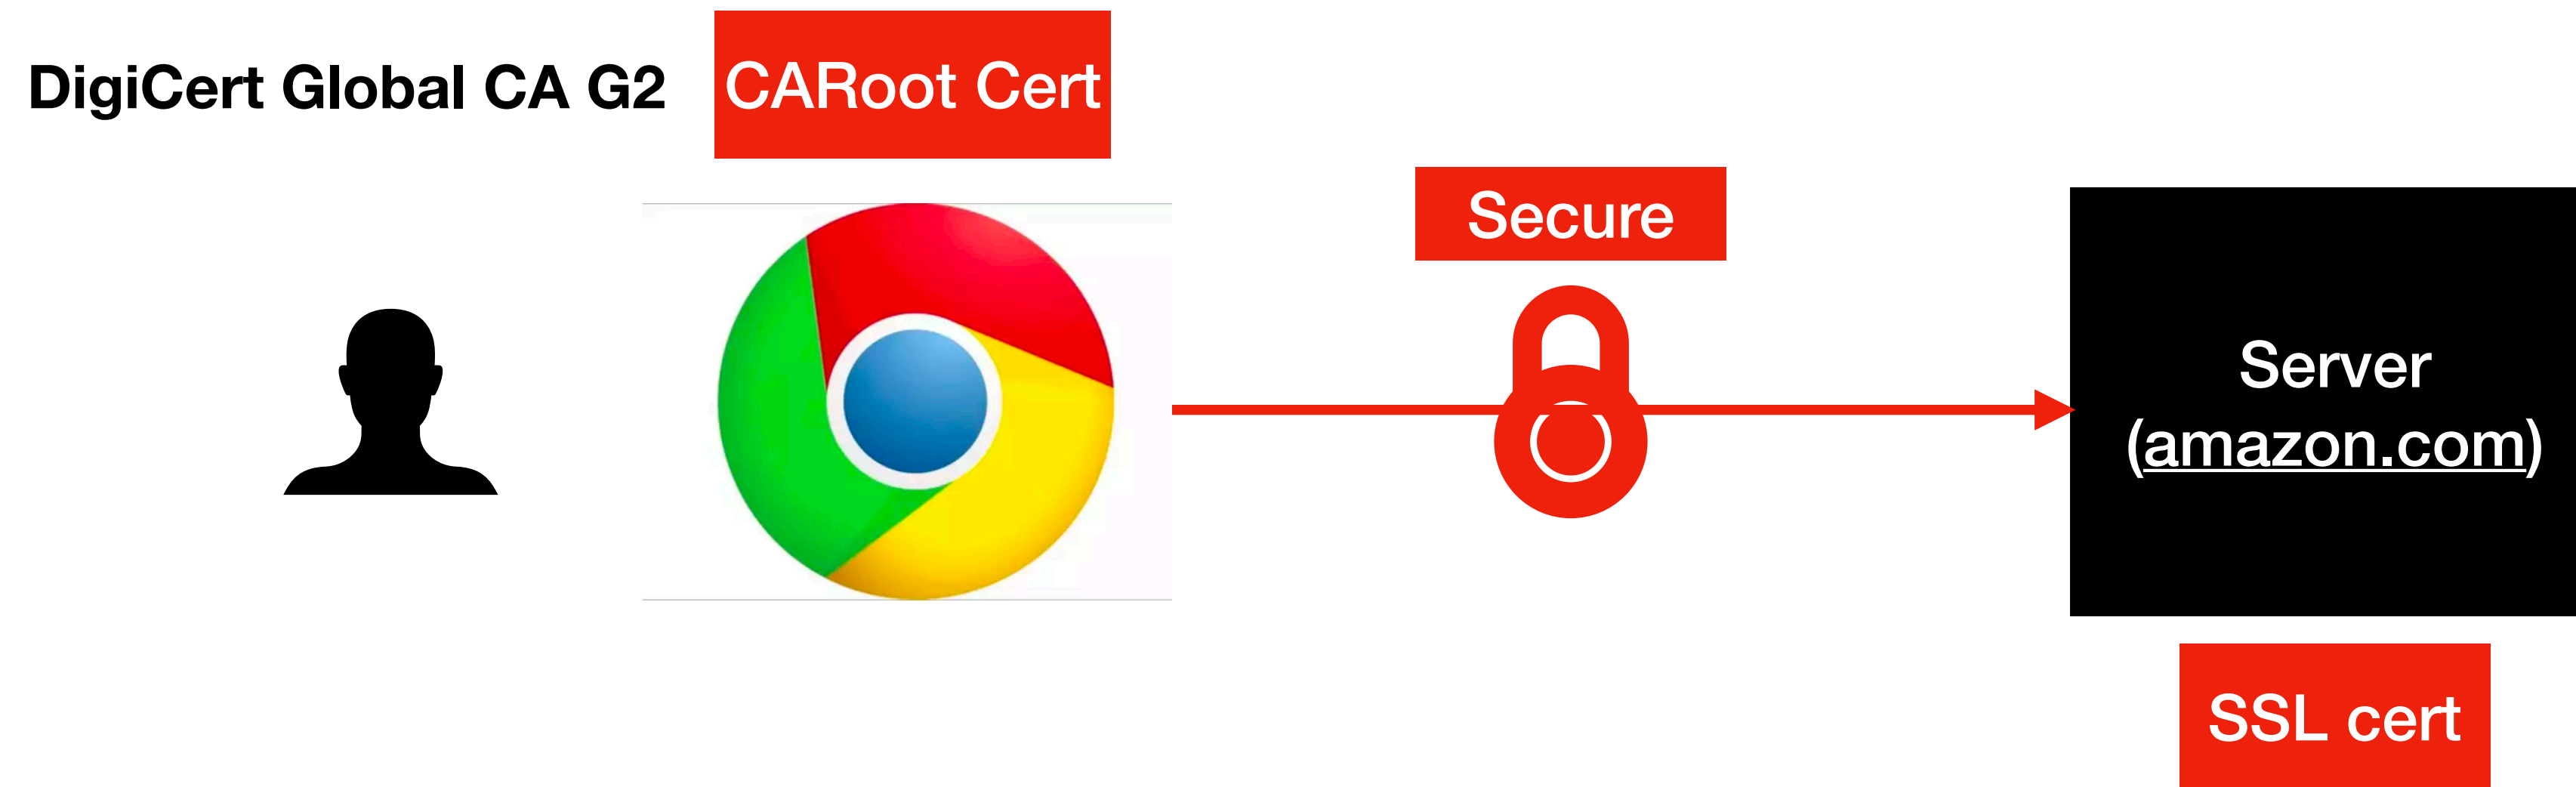 DigiCert Global CA G2
CARoot Cert
Secure
Server
(amazon.com)
SSL cert